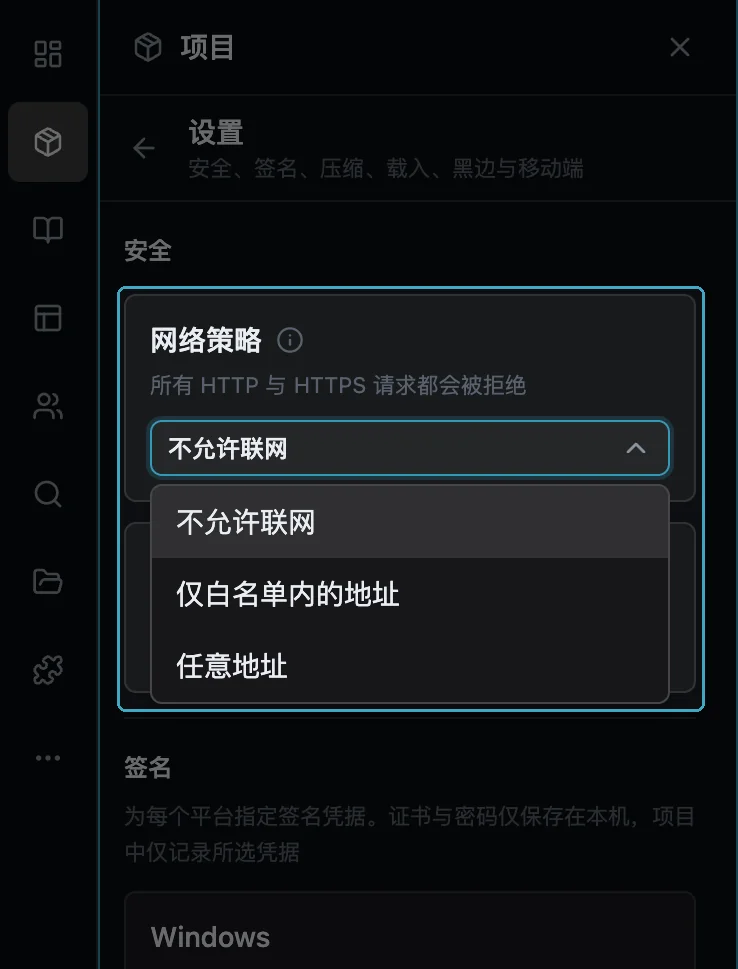 项目
设置
安全、签名、压缩、载入、黑边与移动端
安全
网络策略
所有 HTTP 与 HTTPS 请求都会被拒绝
不允许联网
不允许联网
仅白名单内的地址
任意地址
签名
为每个平台指定签名凭据。证书与密码仅保存在本机，项目
中仅记录所选凭据
Windows